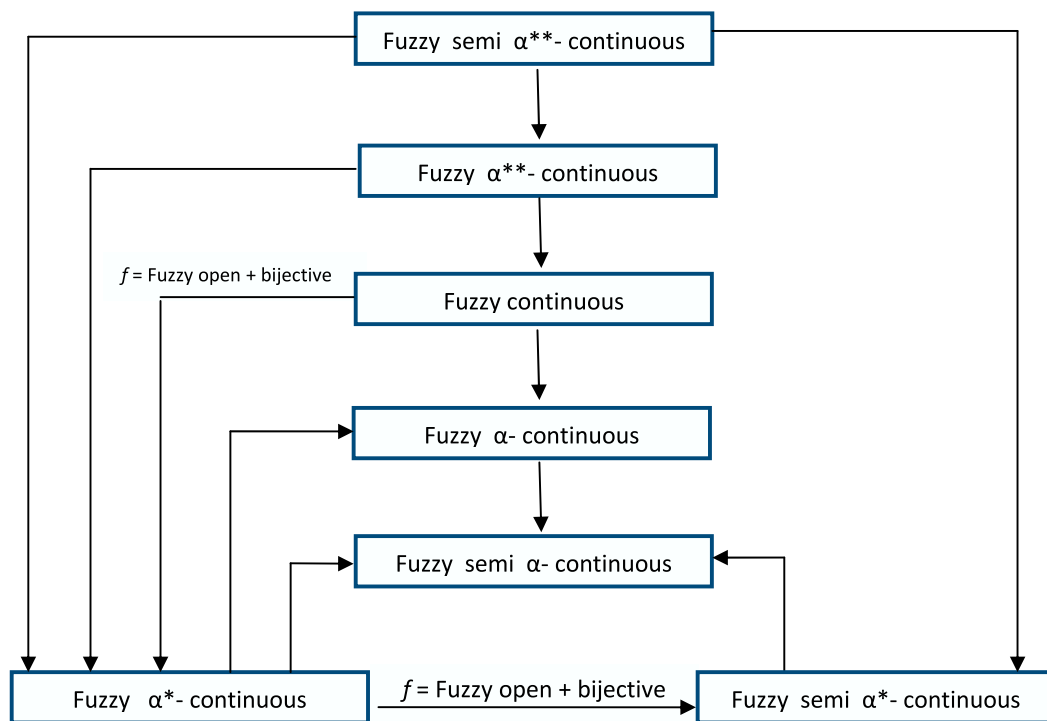 Fuzzy semi α**- continuous
Fuzzy α**- continuous
f = Fuzzy open + bijective
Fuzzy continuous
Fuzzy α- continuous
Fuzzy semi α- continuous
Fuzzy α*- continuous
f = Fuzzy open + bijective
Fuzzy semi α*- continuous